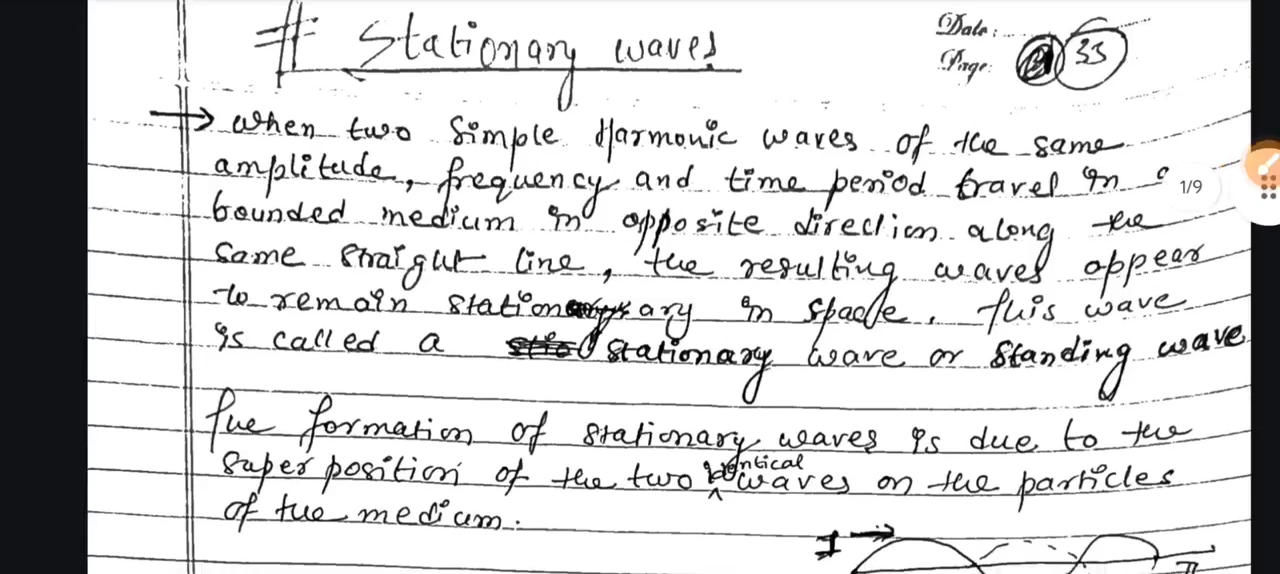 # Stationary waves
Date:
Page: 33
→ When two simple Harmonic waves of the same
amplitude, frequency and time period travel in a
1/9
bounded medium in opposite direction along the
same straight line, the resulting waves appear
to remain stationary in space. This wave
is called a stationary wave or standing wave
The formation of stationary waves is due to the
super position of the two identical waves on the particles
of the medium.
I →
II